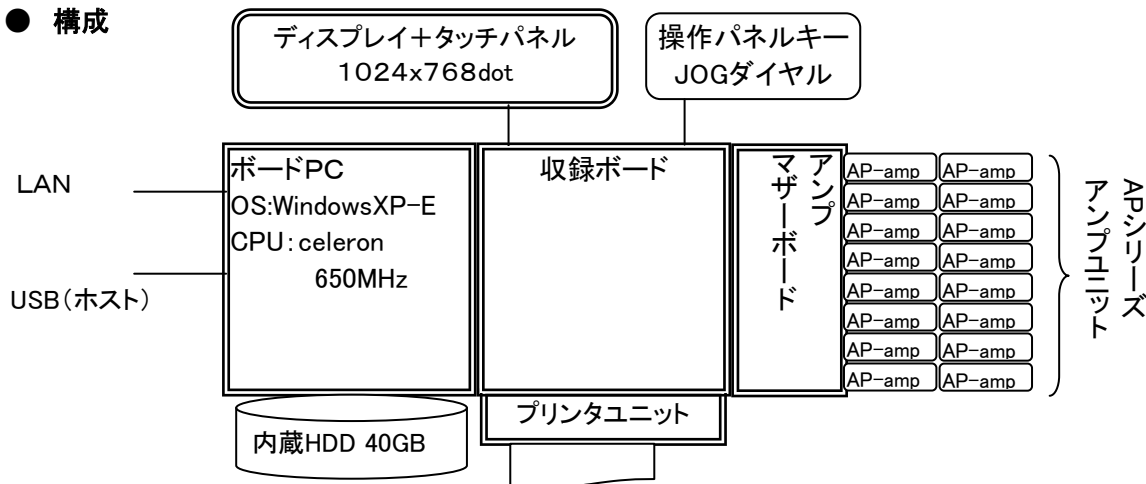 ● 構成
ディスプレイ＋タッチパネル
1024x768dot
操作パネルキー
JOGダイヤル
LAN
USB（ホスト）
ボードPC
OS:WindowsXP-E
CPU：celeron
650MHz
収録ボード
アンプ
マザーボード
AP-amp AP-amp
AP-amp AP-amp
AP-amp AP-amp
AP-amp AP-amp
AP-amp AP-amp
AP-amp AP-amp
AP-amp AP-amp
AP-amp AP-amp
APシリーズ
アンプユニット
内蔵HDD 40GB
プリンタユニット